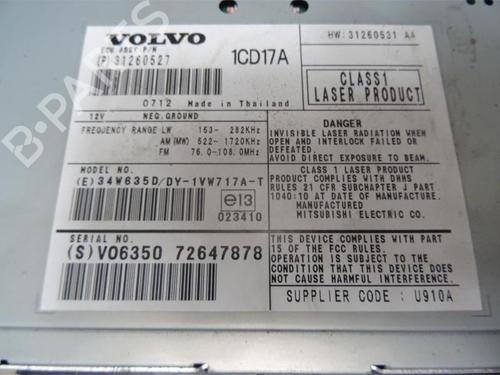 VOLVO
ECU ASSY P/N
(P) 31260527
1CD17A
HW: 31260531 AA
CLASS1
LASER PRODUCT
0712 Made in Thailand
12V NEG.GROUND
FREQUENCY RANGE LW 153- 282KHz
AM (MW) 522- 1720KHz
FM 76.0-108.0MHz
DANGER
INVISIBLE LASER RADIATION WHEN
OPEN AND INTERLOCK FAILED OR
DEFEATED.
AVOID DIRECT EXPOSURE TO BEAM.
MODEL NO.
(E) 34W635D/DY-1VW717A-T
e13
023410
CLASS 1 LASER PRODUCT
THIS PRODUCT COMPLIES WITH DHHS
RULES 21 CFR SUBCHAPTER J PART
1040:10 AT DATE OF MANUFACTURE.
MANUFACTURED
MITSUBISHI ELECTRIC CO.
SERIAL NO.
(S) VO6350 72647878
THIS DEVICE COMPLIES WITH PART
15 OF THE FCC RULES.
OPERATION IS SUBJECT TO THE
CONDITION THAT THIS DEVICE DOES
NOT CAUSE HARMFUL INTERFERENCE.
SUPPLIER CODE : U910A
B-PARTS